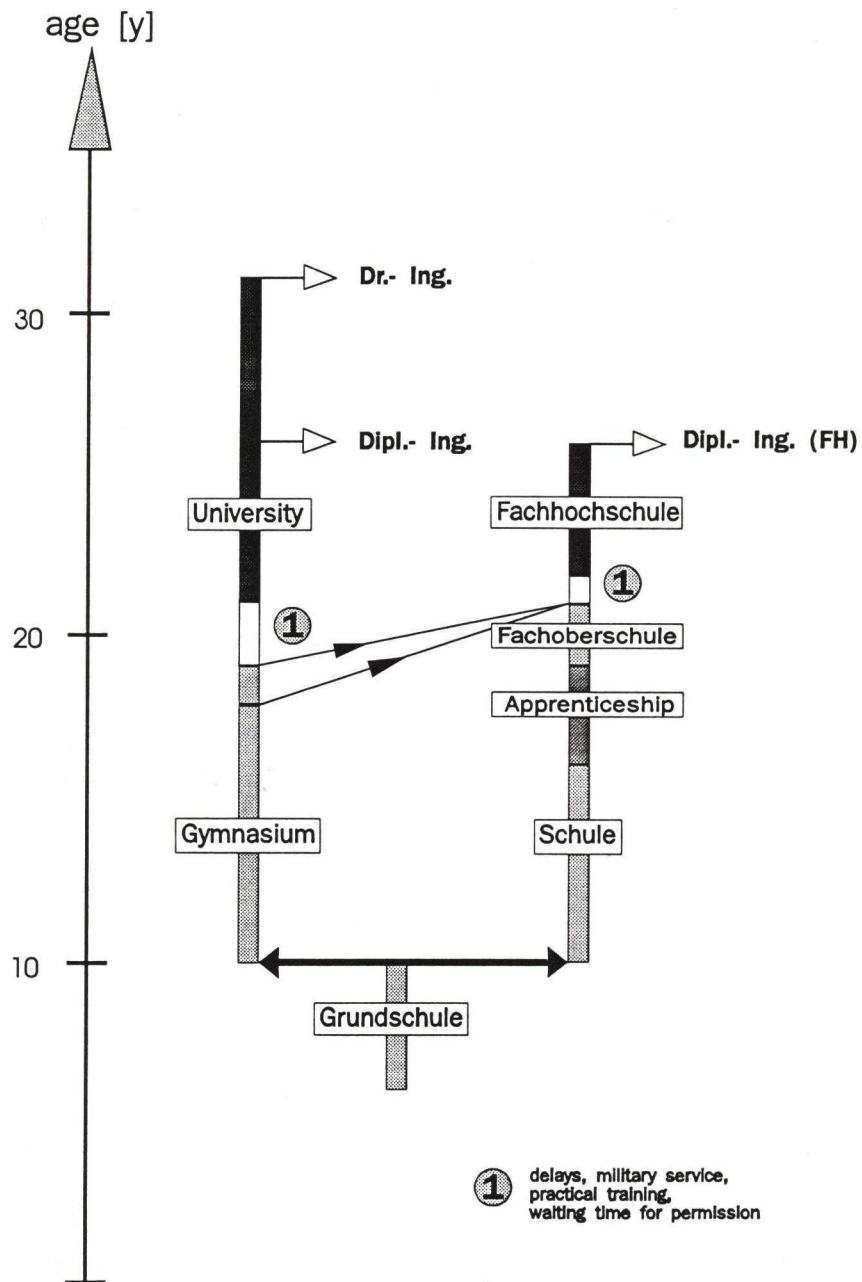 age [y]
Dr.- Ing.
30
Dipl.- Ing.
Dipl.- Ing. (FH)
University
Fachhochschule
1
1
20
Fachoberschule
Apprenticeship
Gymnasium
Schule
10
Grundschule
1
delays, military service,
practical training,
waiting time for permission